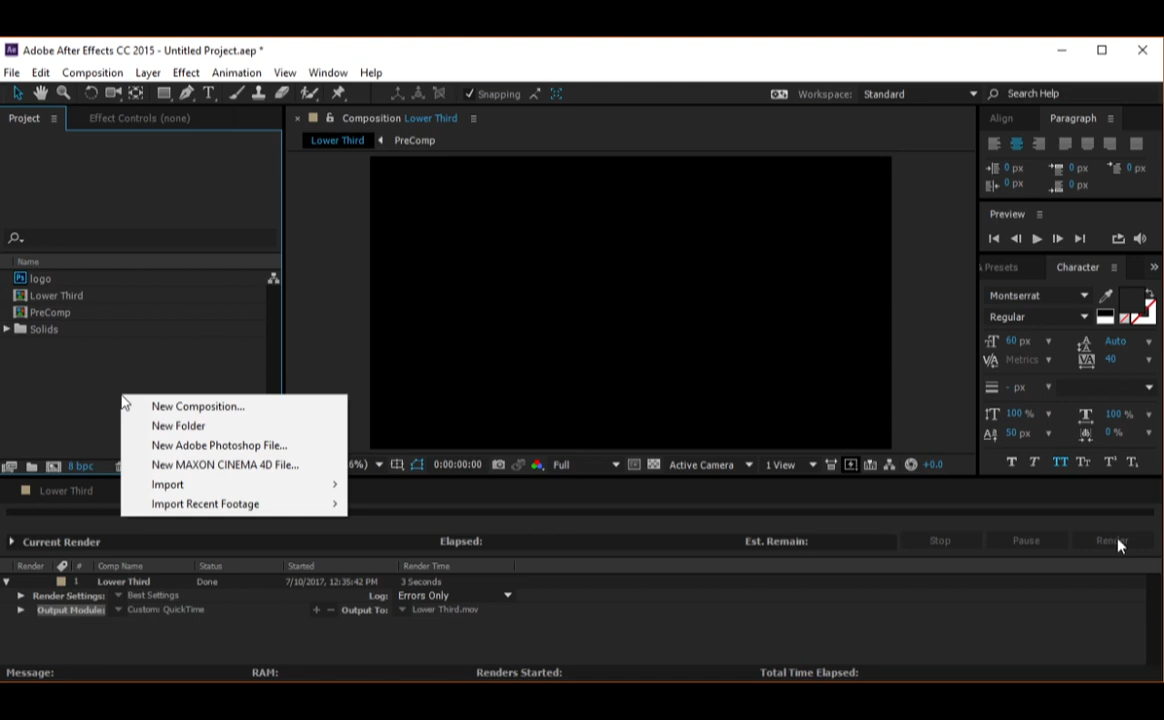 Ae Adobe After Effects CC 2015 - Untitled Project.aep *
File Edit Composition Layer Effect Animation View Window Help
T Snapping Workspace: Standard Search Help
Project Effect Controls (none) Composition Lower Third Align Paragraph
Lower Third PreComp
0 px 0 px 0 px
0 px 0 px
Preview
Name
Ps logo
Presets Character
Lower Third
PreComp
Solids
Montserrat
Regular
60 px Auto
Metrics 40
- px
100 % 100 %
50 px 0 %
New Composition...
New Folder
New Adobe Photoshop File...
New MAXON CINEMA 4D File...
Import
Import Recent Footage
8 bpc 6%) 0:00:00:00 Full Active Camera 1 View +0.0
T T TT Tt T¹ T₁
Lower Third
Current Render Elapsed: Est. Remain: Stop Pause Render
Render # Comp Name Status Started Render Time
1 Lower Third Done 7/10/2017, 12:35:42 PM 3 Seconds
Render Settings: Best Settings Log: Errors Only
Output Module: Custom: QuickTime + − Output To: Lower Third.mov
Message: RAM: Renders Started: Total Time Elapsed: